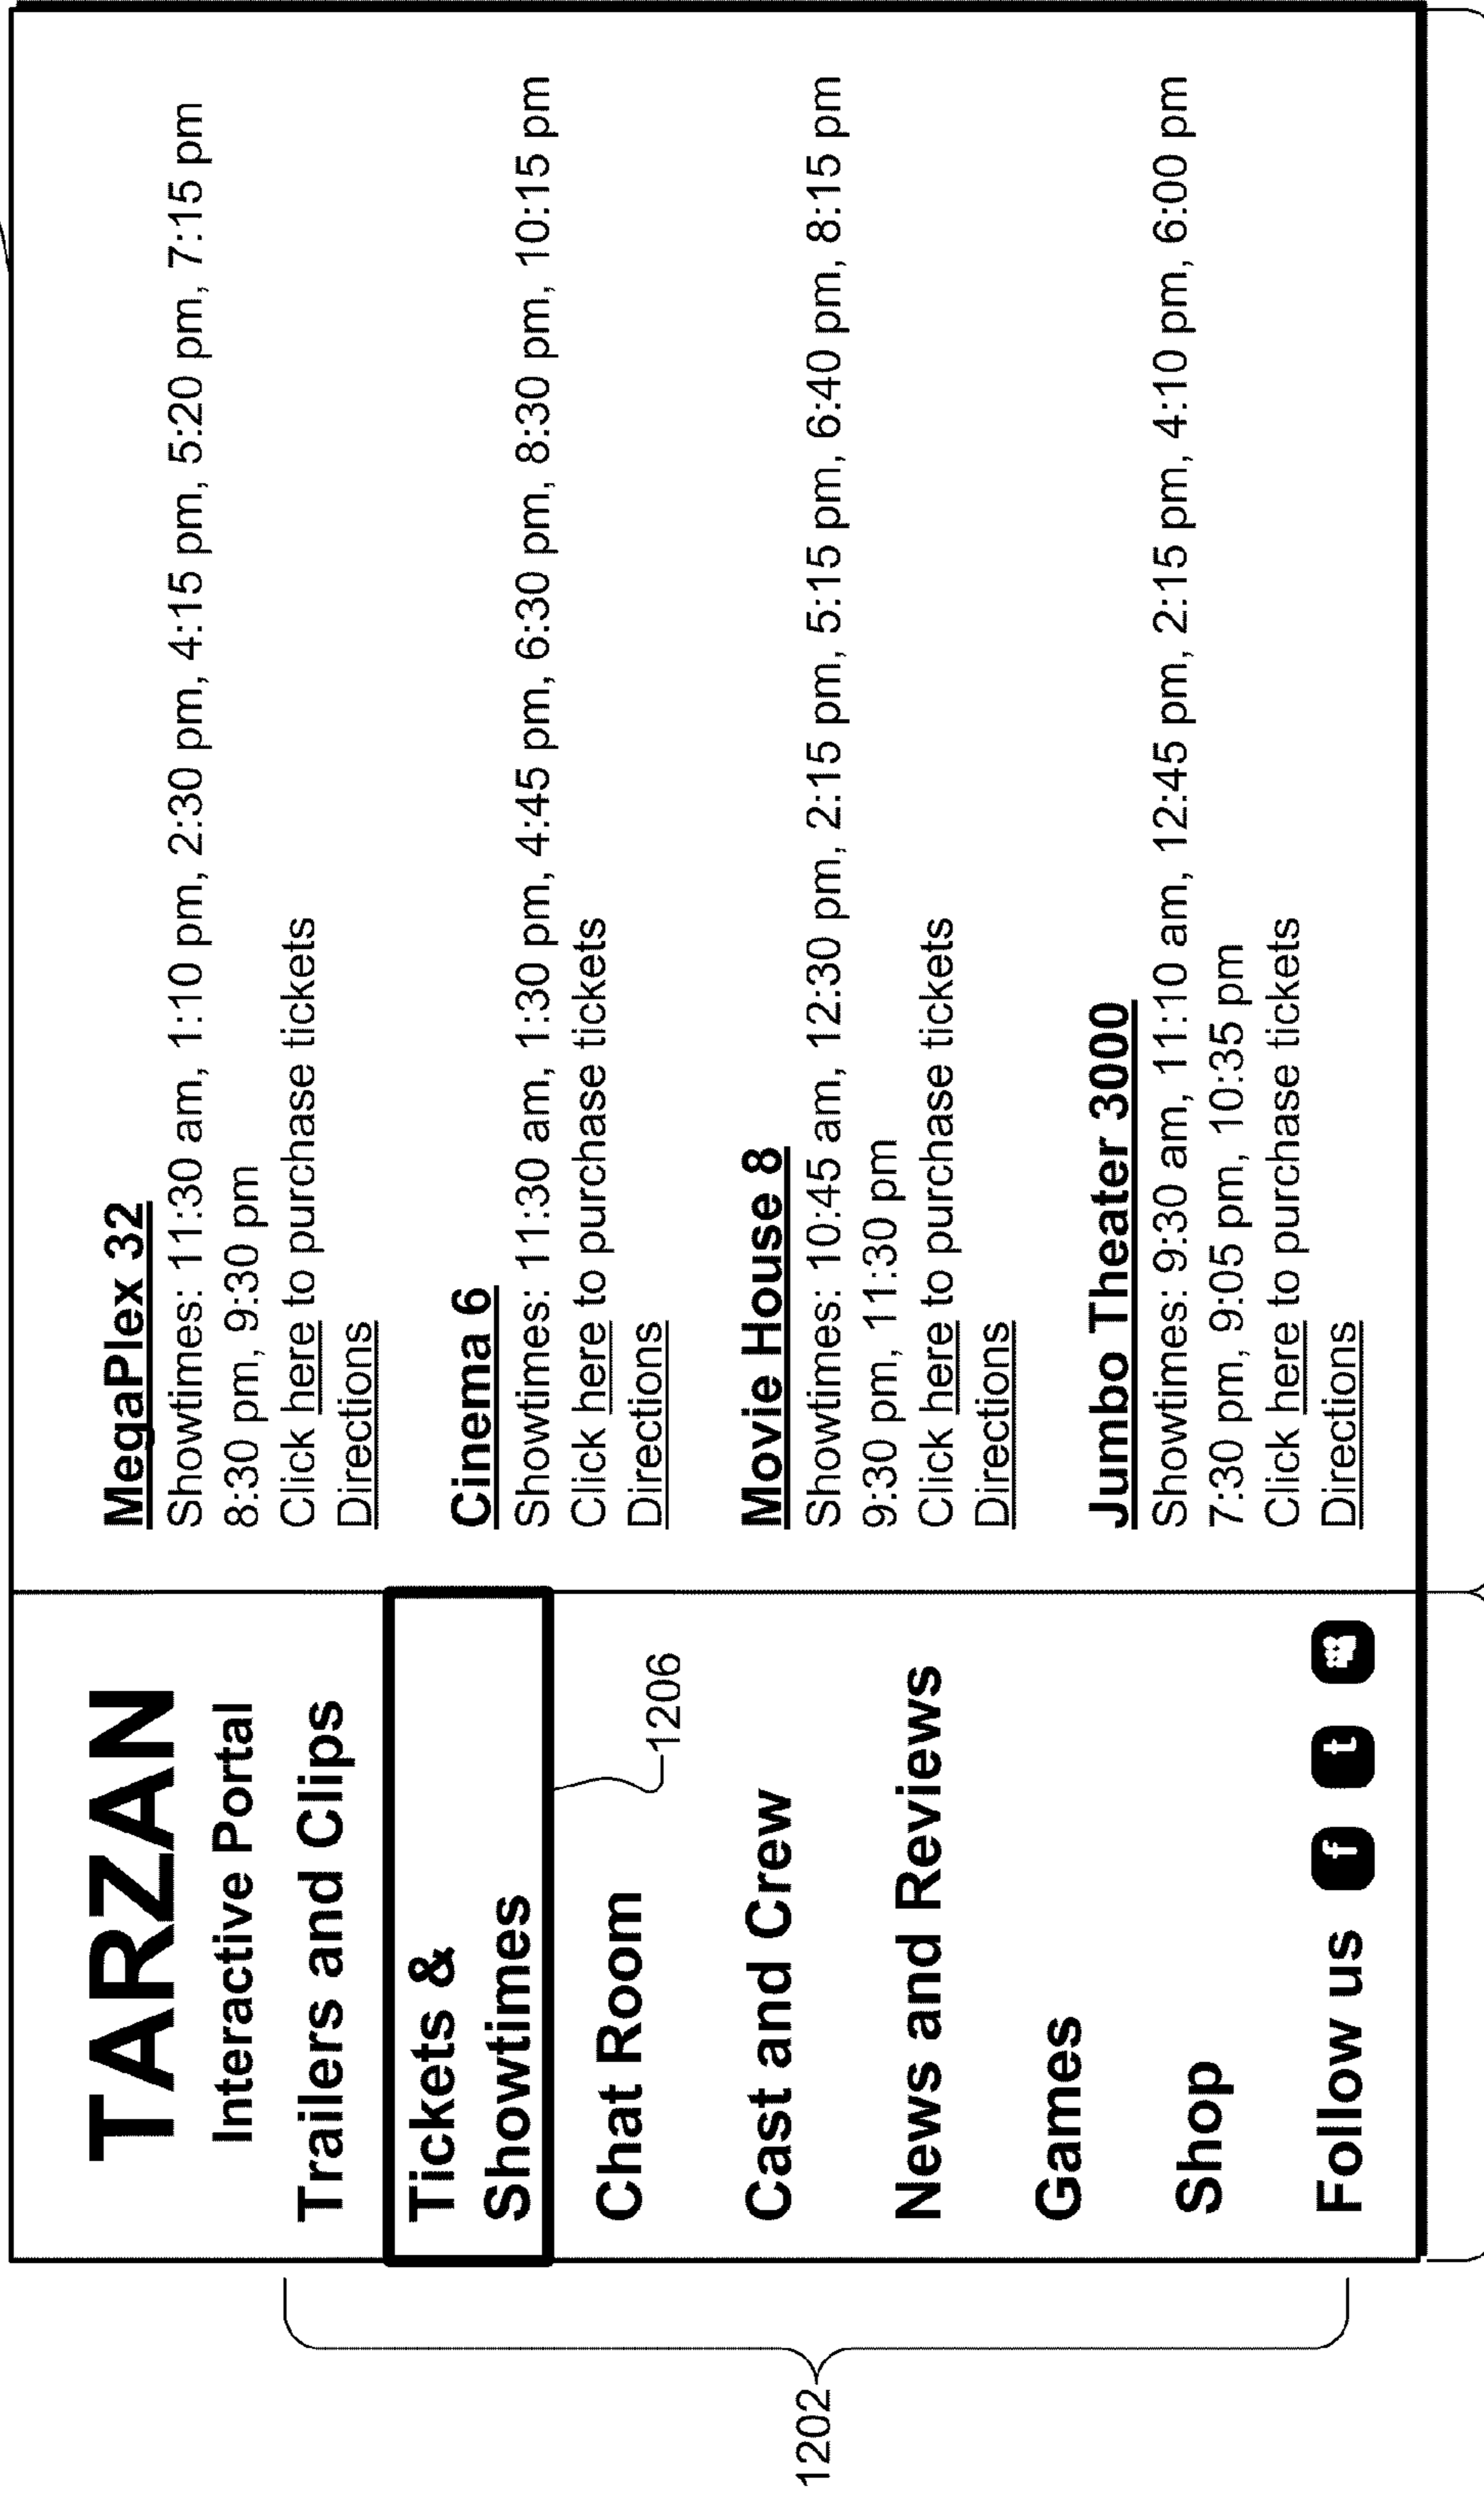 TARZAN
Interactive Portal
Trailers and Clips
Tickets &
Showtimes
Chat Room
Cast and Crew
News and Reviews
Games
Shop
Follow us f t
1202
1206
MegaPlex 32
Showtimes: 11:30 am, 1:10 pm, 2:30 pm, 4:15 pm, 5:20 pm, 7:15 pm
8:30 pm, 9:30 pm
Click here to purchase tickets
Directions
Cinema 6
Showtimes: 11:30 am, 1:30 pm, 4:45 pm, 6:30 pm, 8:30 pm, 10:15 pm
Click here to purchase tickets
Directions
Movie House 8
Showtimes: 10:45 am, 12:30 pm, 2:15 pm, 5:15 pm, 6:40 pm, 8:15 pm
9:30 pm, 11:30 pm
Click here to purchase tickets
Directions
Jumbo Theater 3000
Showtimes: 9:30 am, 11:10 am, 12:45 pm, 2:15 pm, 4:10 pm, 6:00 pm
7:30 pm, 9:05 pm, 10:35 pm
Click here to purchase tickets
Directions